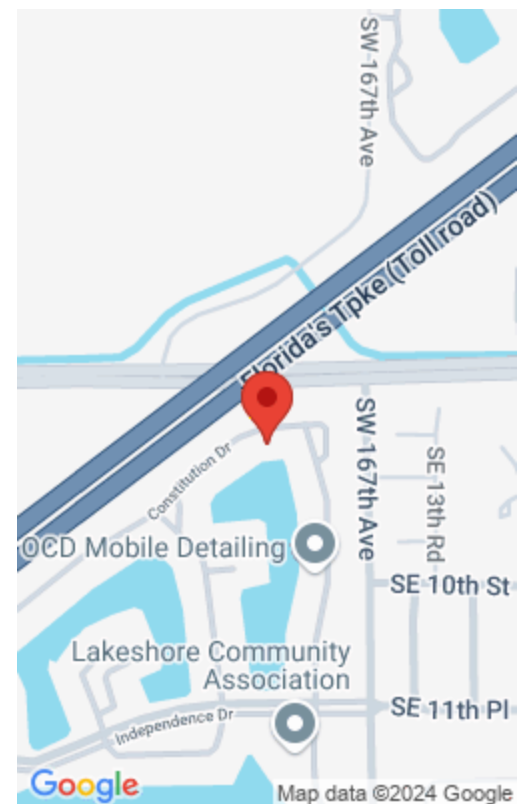 SW 167th Ave
Florida's Tpke (Toll road)
Constitution Dr
SW 167th Ave
SE 13th Rd
OCD Mobile Detailing
SE 10th St
Lakeshore Community
Association
SE 11th Pl
Independence Dr
Google
Map data ©2024 Google